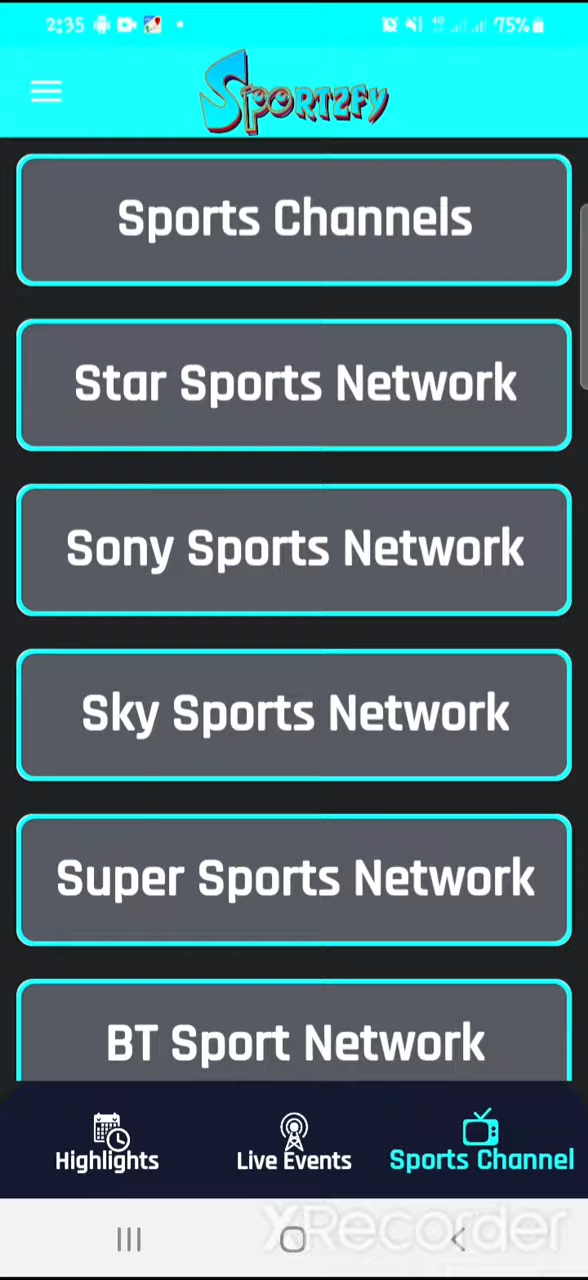 2:35
75%
Sportzfy
Sports Channels
Star Sports Network
Sony Sports Network
Sky Sports Network
Super Sports Network
BT Sport Network
Highlights
Live Events
Sports Channel
XRecorder